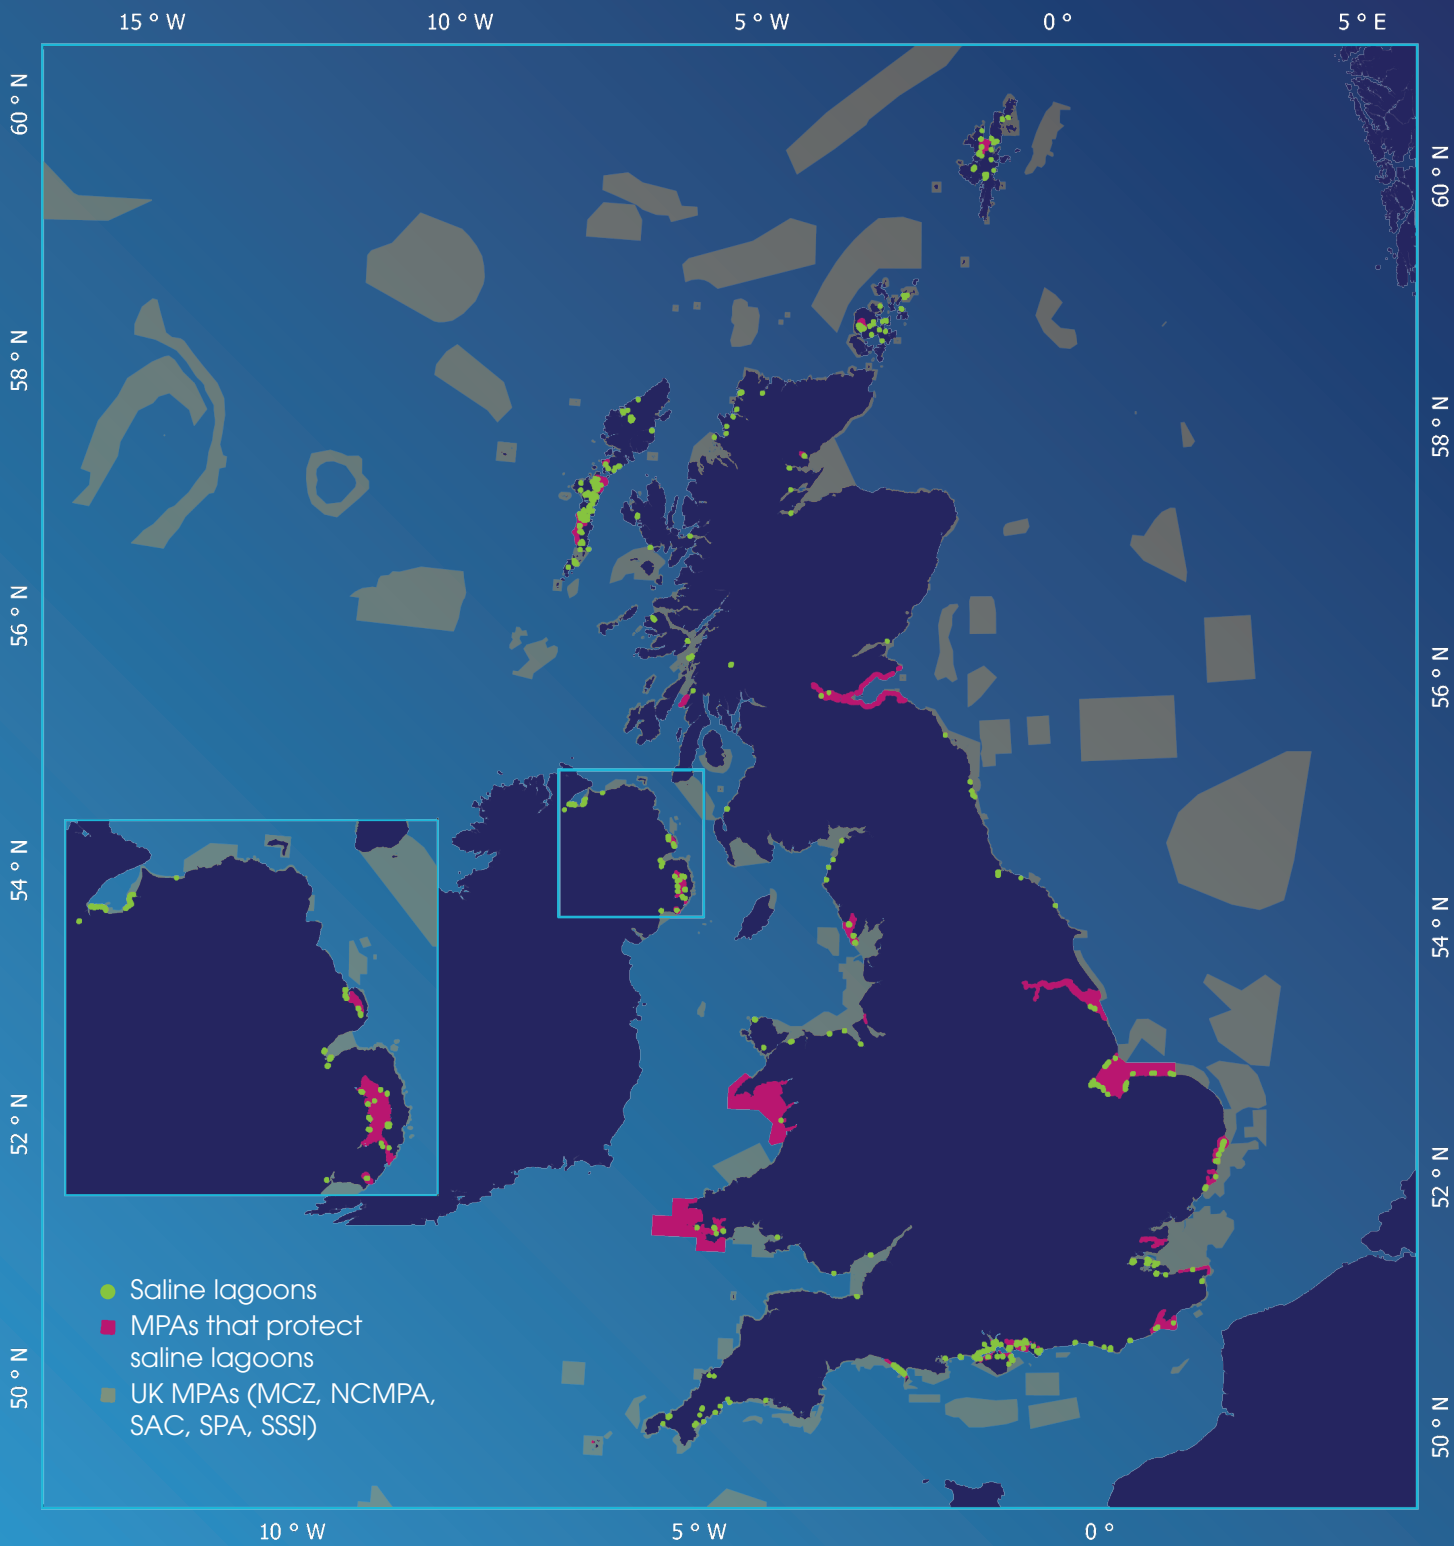 15 ° W 10 ° W 5 ° W 0 ° 5 ° E
60 ° N
60 ° N
58 ° N
58 ° N
56 ° N
56 ° N
54 ° N
54 ° N
52 ° N
52 ° N
50 ° N
50 ° N
Saline lagoons
MPAs that protect
saline lagoons
UK MPAs (MCZ, NCMPA,
SAC, SPA, SSSI)
10 ° W 5 ° W 0 °